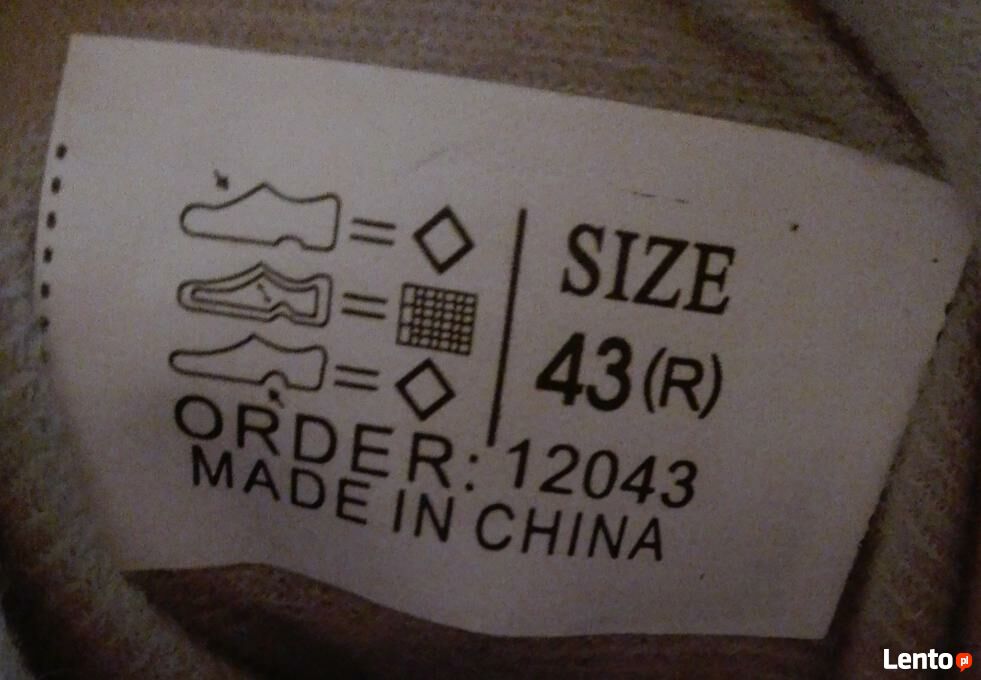 SIZE
43(R)
ORDER: 12043
MADE IN CHINA
Lento pl